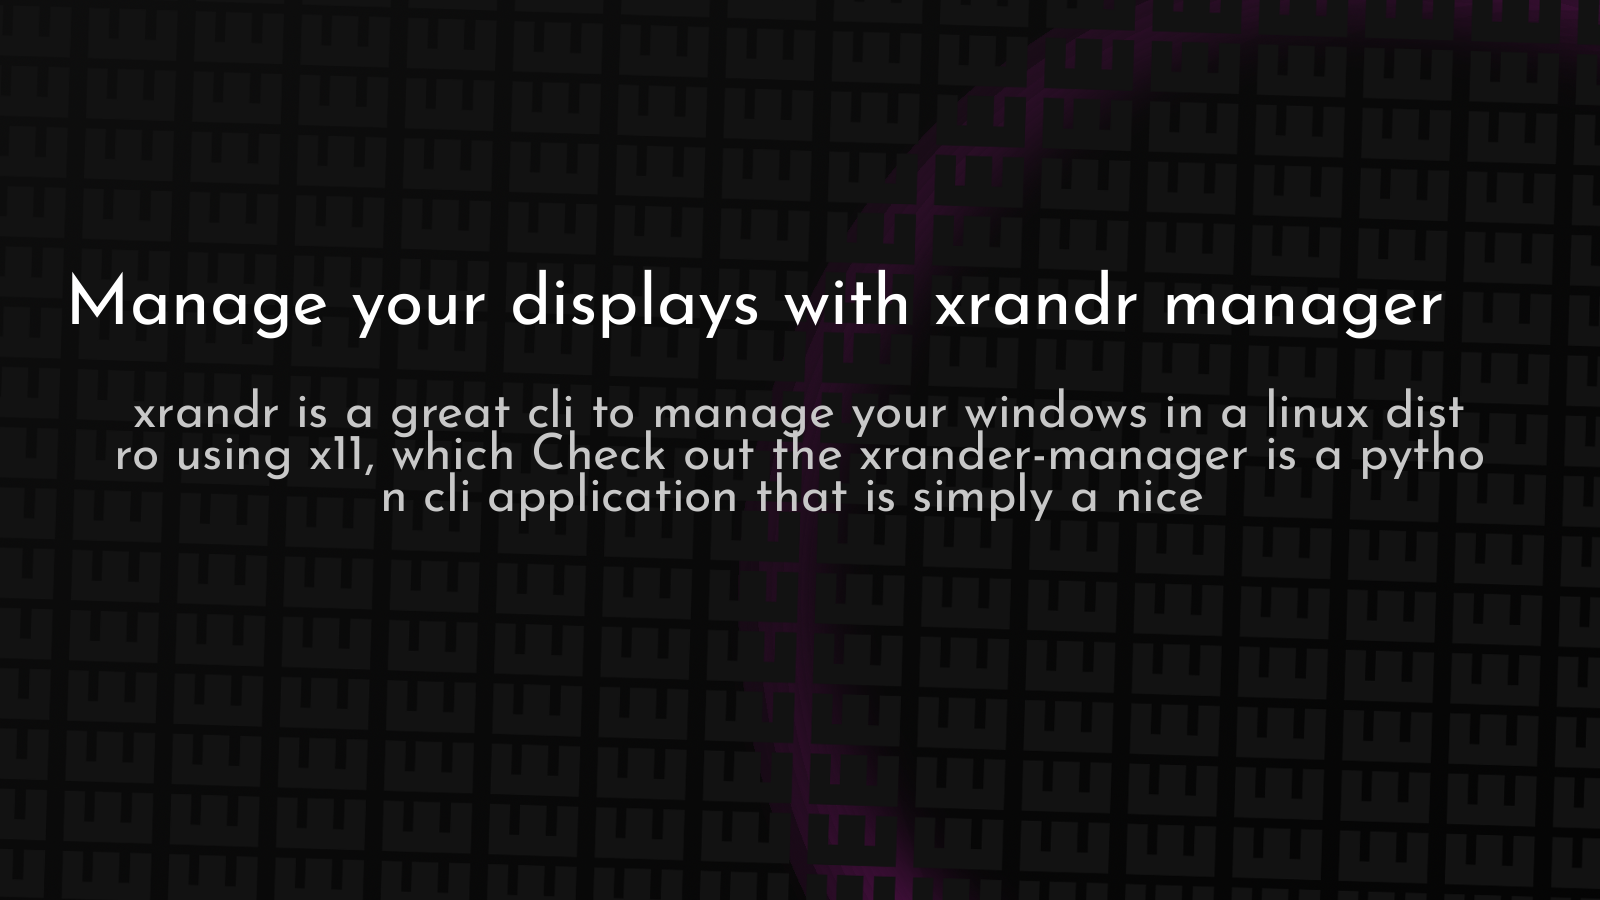 Manage your displays with xrandr manager
xrandr is a great cli to manage your windows in a linux dist
ro using x11, which Check out the xrander-manager is a pytho
n cli application that is simply a nice